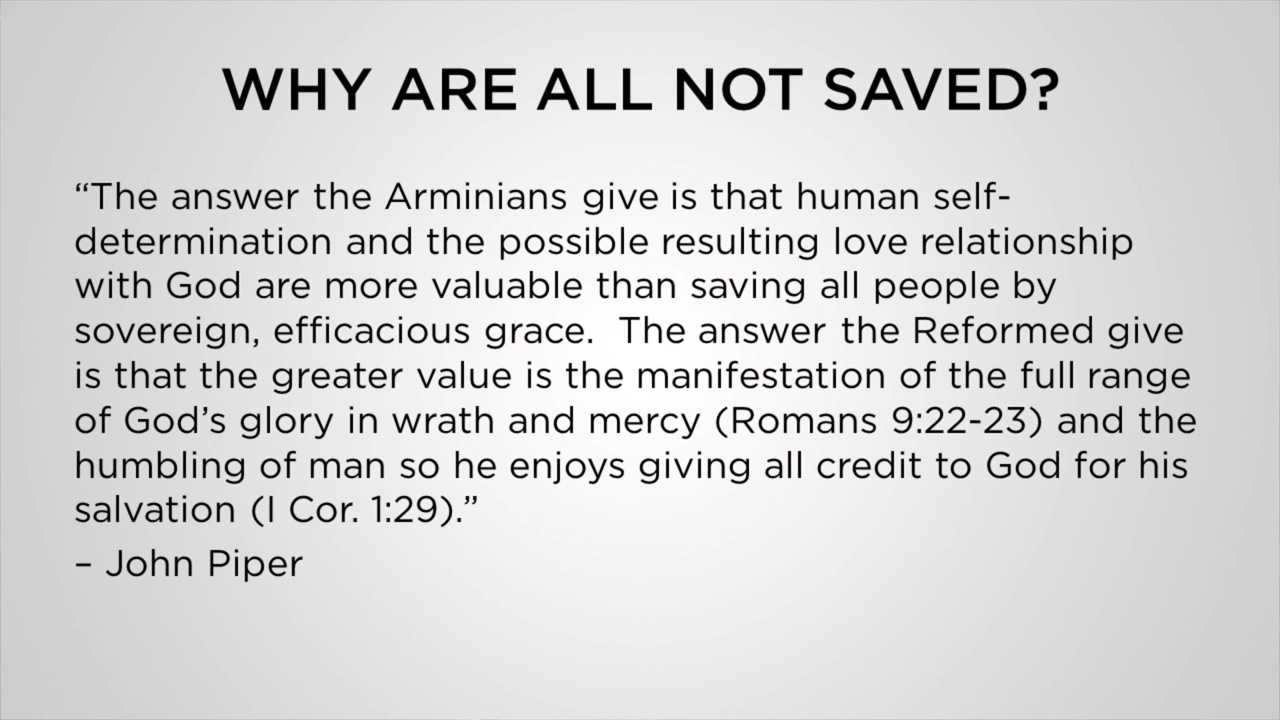 WHY ARE ALL NOT SAVED?
“The answer the Arminians give is that human self-
determination and the possible resulting love relationship
with God are more valuable than saving all people by
sovereign, efficacious grace.  The answer the Reformed give
is that the greater value is the manifestation of the full range
of God’s glory in wrath and mercy (Romans 9:22-23) and the
humbling of man so he enjoys giving all credit to God for his
salvation (I Cor. 1:29).”
– John Piper